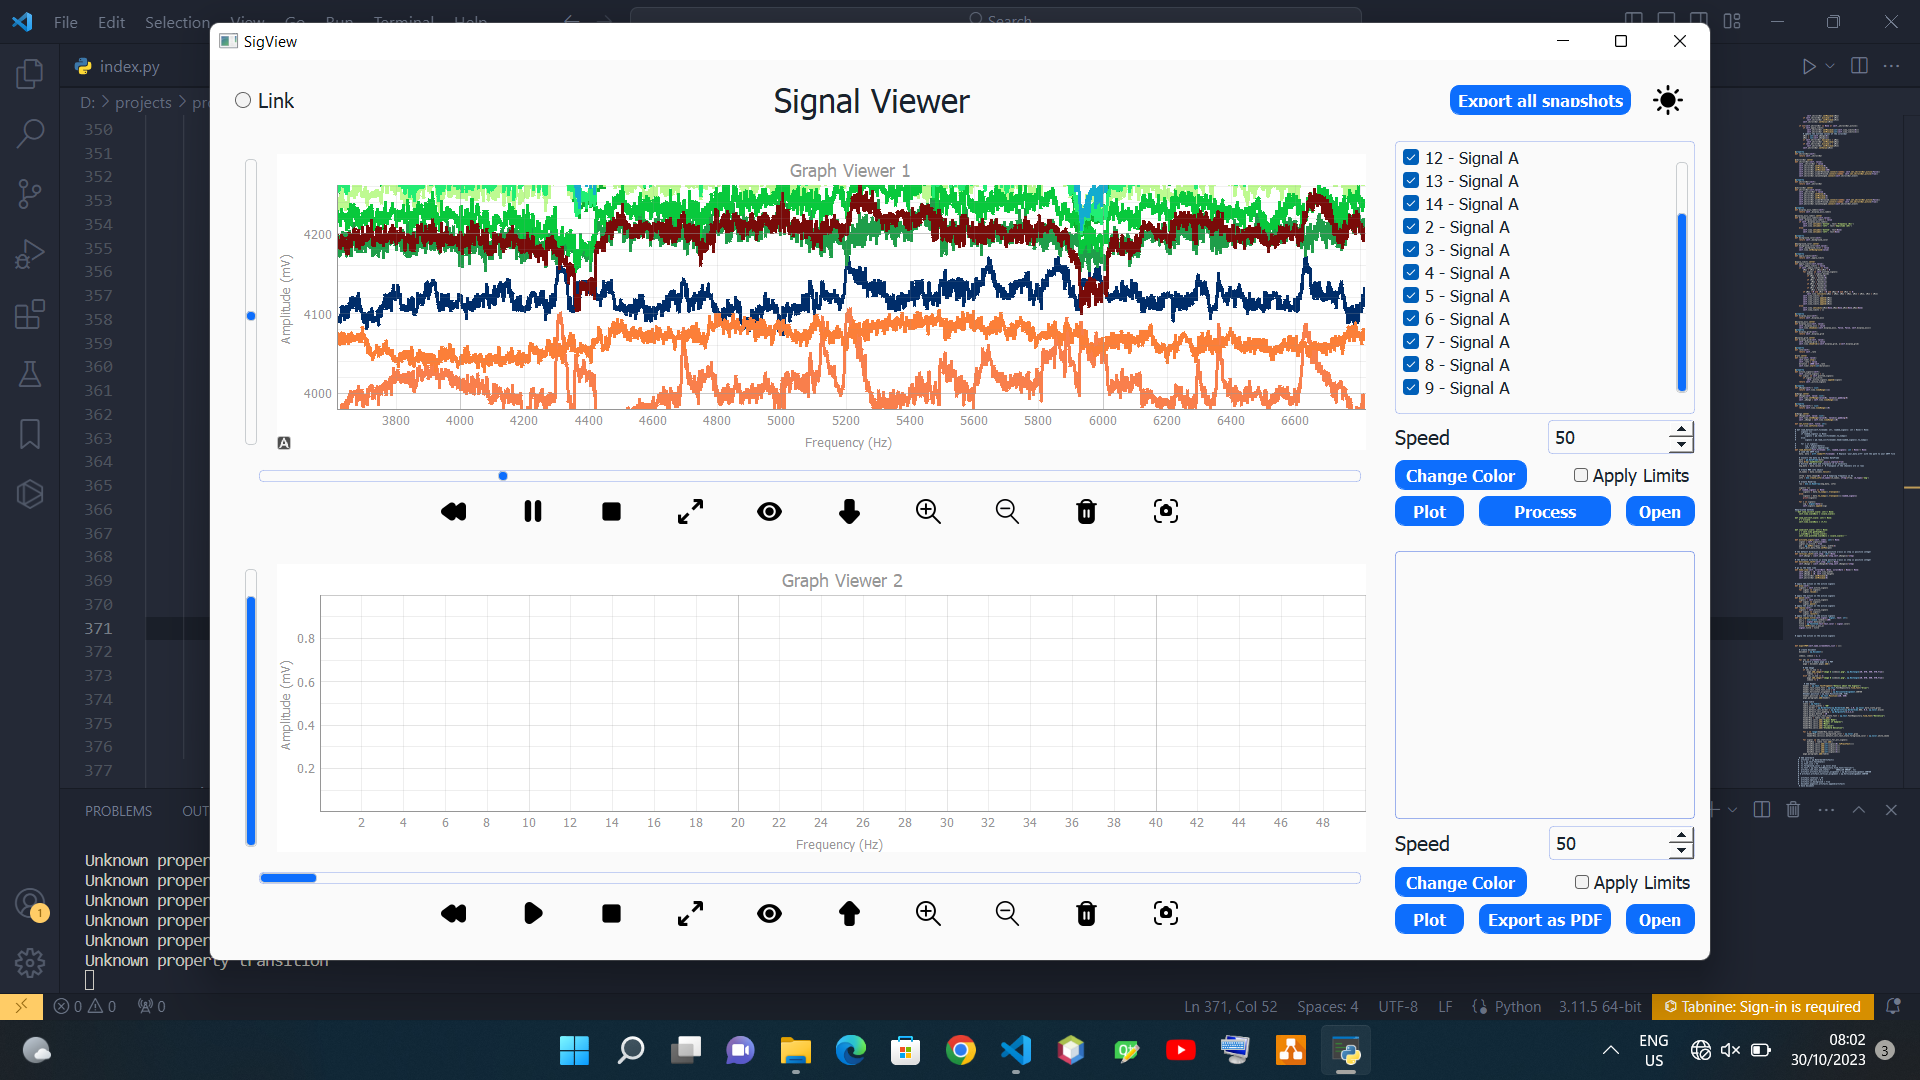 File Edit Selection View Go Run Terminal Help
Search
SigView
index.py
D: > projects > pr
Link
Signal Viewer
Export all snapshots
350
351
352
353
354
355
356
357
358
359
360
361
362
363
364
365
366
367
368
369
370
371
372
373
374
375
376
377
Graph Viewer 1
4200
4100
4000
Amplitude (mV)
3800 4000 4200 4400 4600 4800 5000 5200 5400 5600 5800 6000 6200 6400 6600
Frequency (Hz)
A
12 - Signal A
13 - Signal A
14 - Signal A
2 - Signal A
3 - Signal A
4 - Signal A
5 - Signal A
6 - Signal A
7 - Signal A
8 - Signal A
9 - Signal A
Speed 50
Change Color Apply Limits
Plot Process Open
Graph Viewer 2
0.8
0.6
0.4
0.2
Amplitude (mV)
2 4 6 8 10 12 14 16 18 20 22 24 26 28 30 32 34 36 38 40 42 44 46 48
Frequency (Hz)
Speed 50
Change Color Apply Limits
Plot Export as PDF Open
PROBLEMS OUT
Unknown proper
Unknown proper
Unknown proper
Unknown proper
Unknown proper
Unknown property transition
1
0 0 0
Ln 371, Col 52 Spaces: 4 UTF-8 LF Python 3.11.5 64-bit Tabnine: Sign-in is required
ENG
US
08:02
30/10/2023
3